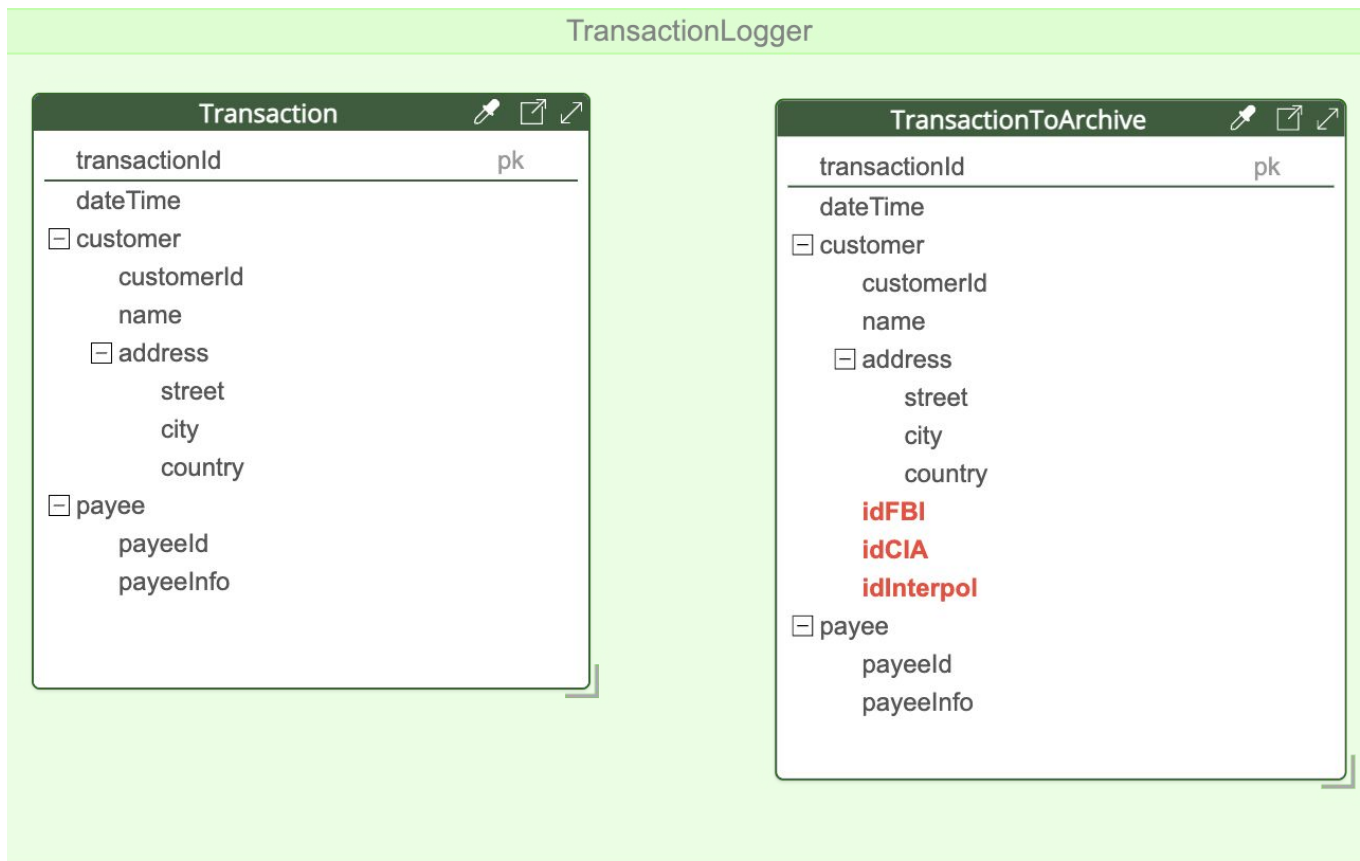 TransactionLogger
Transaction
transactionId pk
dateTime
customer
customerId
name
address
street
city
country
payee
payeeId
payeeInfo
TransactionToArchive
transactionId pk
dateTime
customer
customerId
name
address
street
city
country
idFBI
idCIA
idInterpol
payee
payeeId
payeeInfo